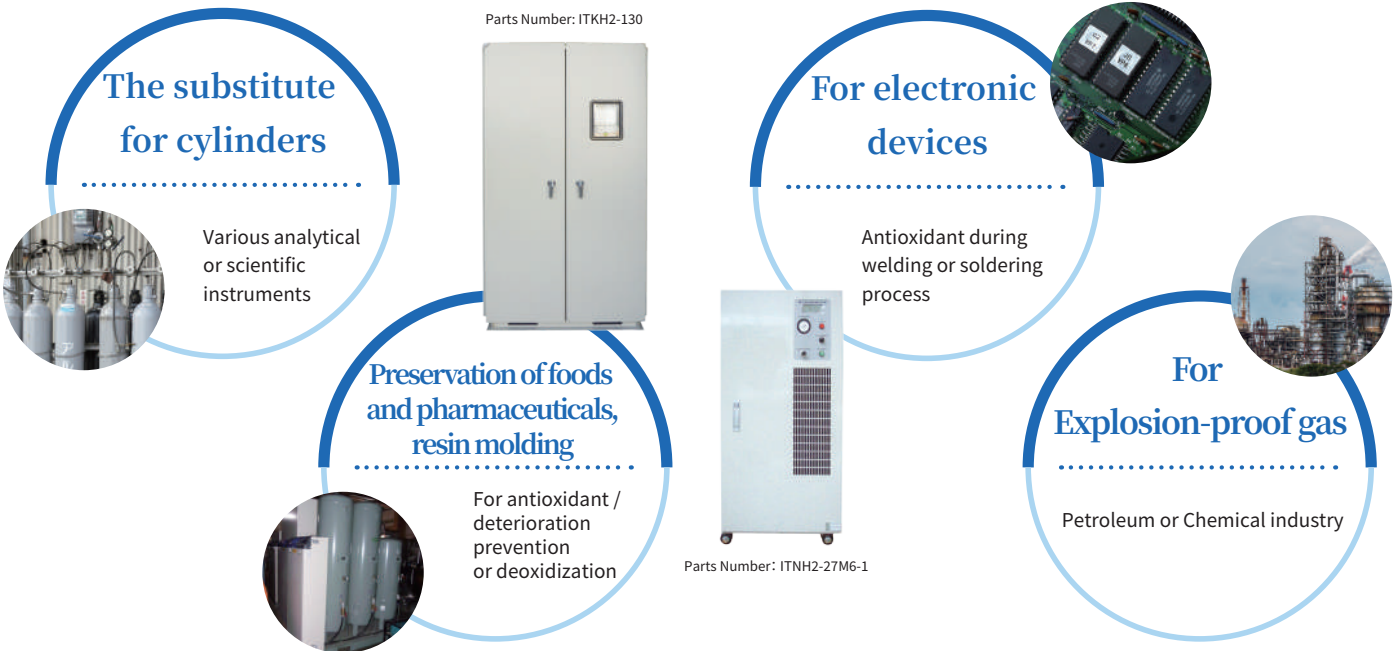 Parts Number: ITKH2-130
The substitute
for cylinders
Various analytical
or scientific
instruments
Preservation of foods
and pharmaceuticals,
resin molding
For antioxidant /
deterioration
prevention
or deoxidization
For electronic
devices
Antioxidant during
welding or soldering
process
Parts Number: ITNH2-27M6-1
For
Explosion-proof gas
Petroleum or Chemical industry